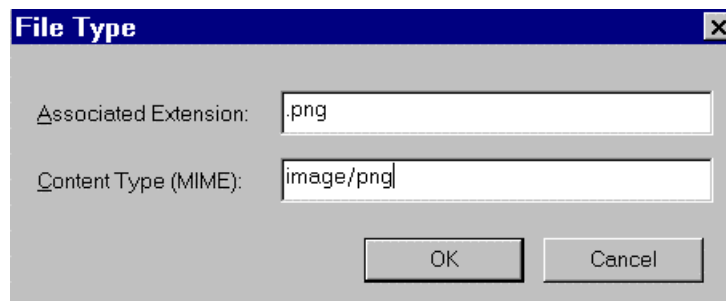 File Type
Associated Extension: .png
Content Type (MIME): image/png
OK Cancel